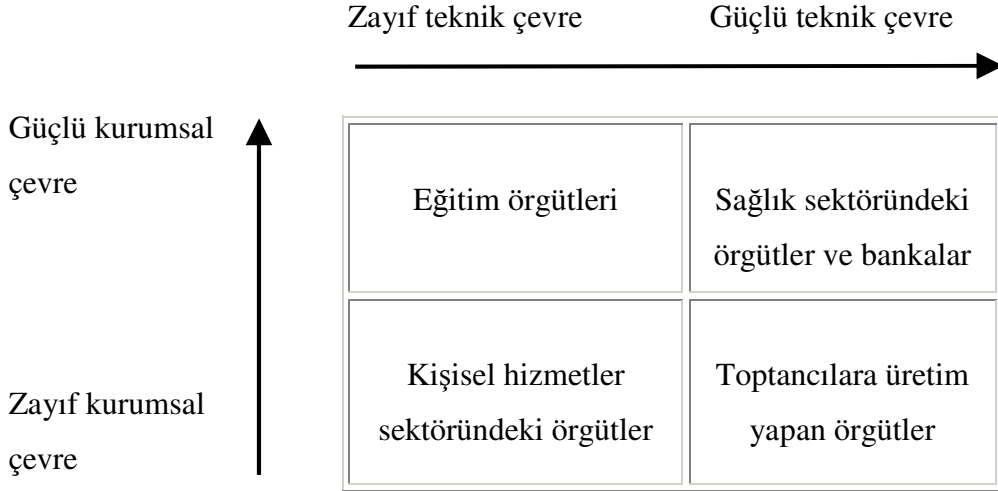 Zayıf teknik çevre Güçlü teknik çevre
Güçlü kurumsal
çevre
Eğitim örgütleri
Sağlık sektöründeki
örgütler ve bankalar
Zayıf kurumsal
çevre
Kişisel hizmetler
sektöründeki örgütler
Toptancılara üretim
yapan örgütler